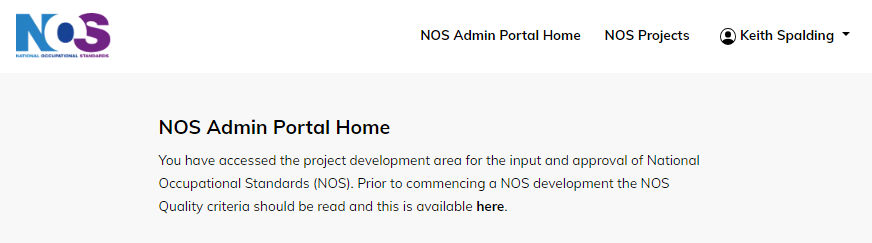 NOS
NATIONAL OCCUPATIONAL STANDARDS
NOS Admin Portal Home
NOS Projects
Keith Spalding
NOS Admin Portal Home
You have accessed the project development area for the input and approval of National
Occupational Standards (NOS). Prior to commencing a NOS development the NOS
Quality criteria should be read and this is available here.